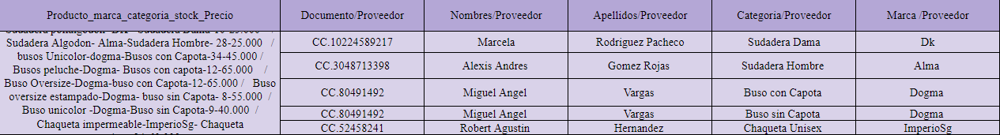 Producto_marca_categoria_stock_Precio Documento/Proveedor Nombres/Proveedor Apellidos/Proveedor Categoria/Proveedor Marca /Proveedor
Sudadera Algodon- Alma-Sudadera Hombre- 28-25.000 /
busos Unicolor-dogma-Busos con Capota-34-45.000 /
Busos peluche-Dogma- Busos con capota-12-65.000 /
Buso Oversize-Dogma-buso con Capota-12-65.000 / Buso
oversize estampado-Dogma- buso sin Capota- 8-55.000 /
Buso unicolor -Dogma-Buso sin Capota-9-40.000 /
Chaqueta impermeable-ImperioSg- Chaqueta
CC.10224589217 Marcela Rodriguez Pacheco Sudadera Dama Dk
CC.3048713398 Alexis Andres Gomez Rojas Sudadera Hombre Alma
CC.80491492 Miguel Angel Vargas Buso con Capota Dogma
CC.80491492 Miguel Angel Vargas Buso sin Capota Dogma
CC.52458241 Robert Agustin Hernandez Chaqueta Unisex ImperioSg